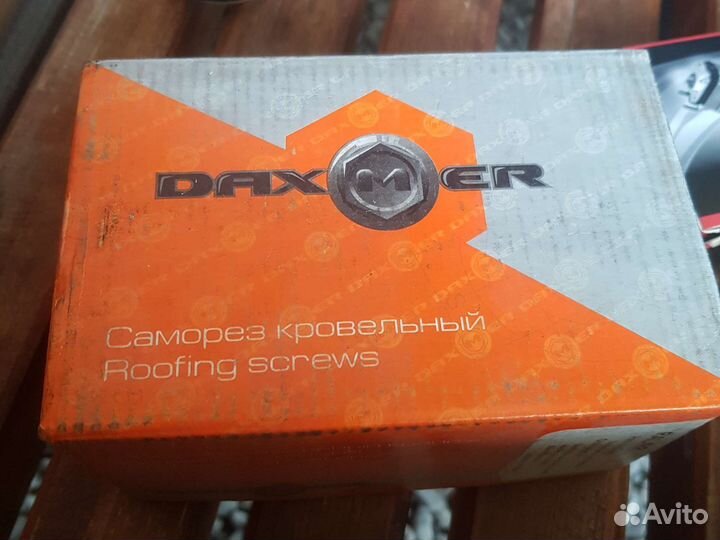 DAXMER
Саморез кровельный
Roofing screws
Avito